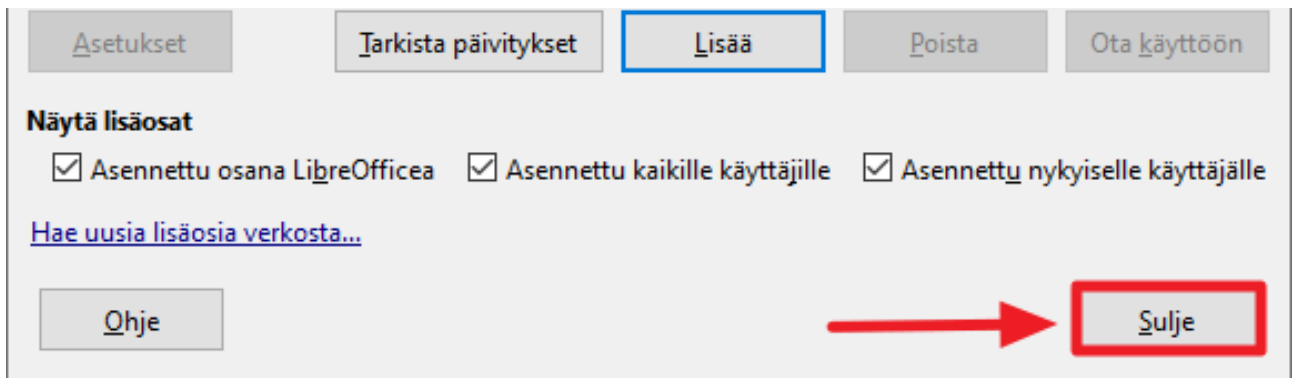 Asetukset Tarkista päivitykset Lisää Poista Ota käyttöön
Näytä lisäosat
Asennettu osana LibreOfficea Asennettu kaikille käyttäjille Asennettu nykyiselle käyttäjälle
Hae uusia lisäosia verkosta...
Ohje Sulje